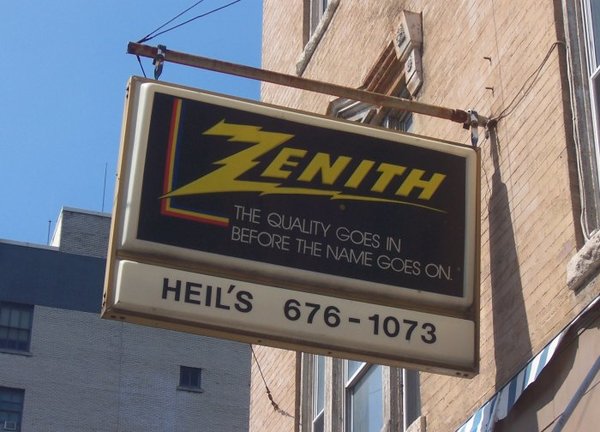 ZENITH
THE QUALITY GOES IN
BEFORE THE NAME GOES ON.
HEIL'S 676-1073